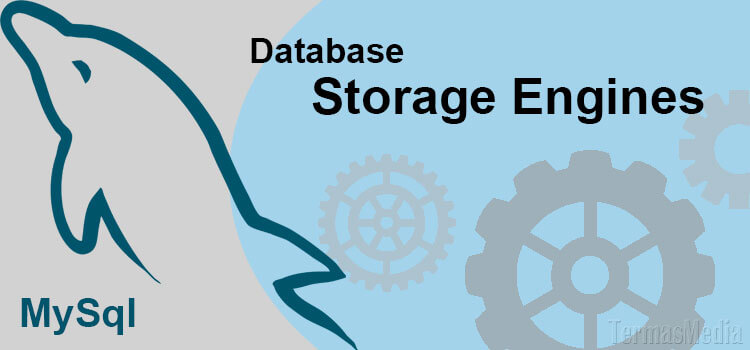 Database
Storage Engines
MySql
TermasMedia